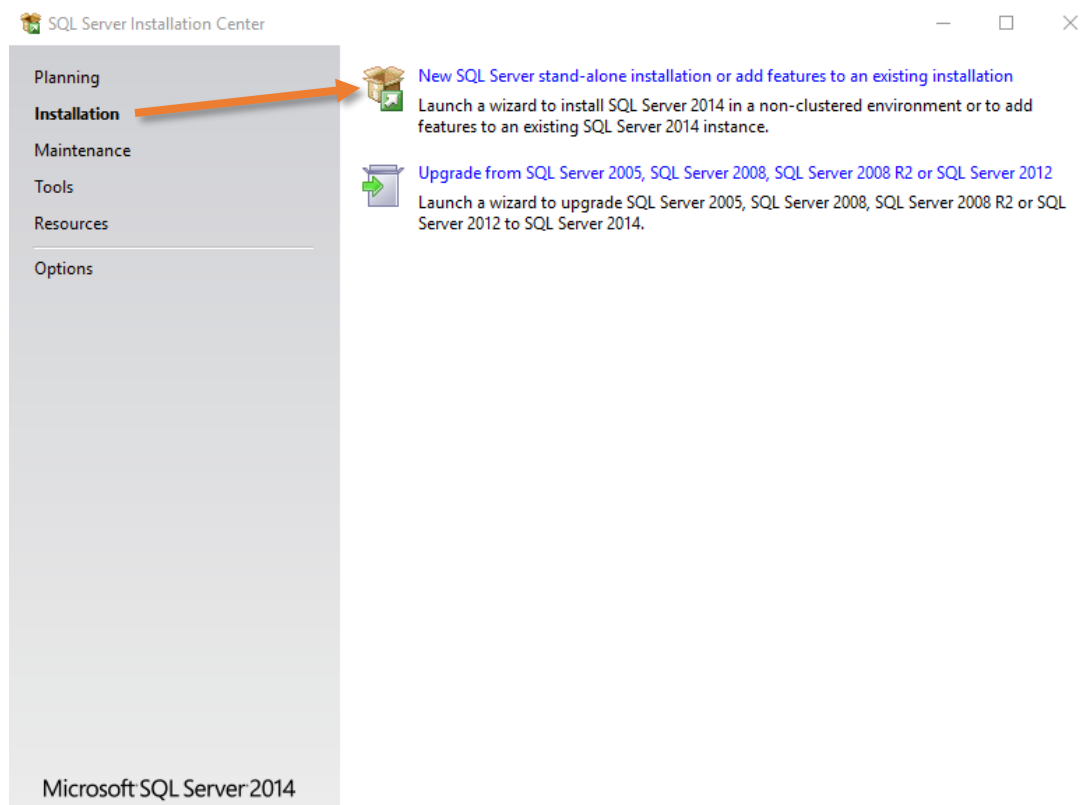 SQL Server Installation Center
Planning
Installation
Maintenance
Tools
Resources
Options
New SQL Server stand-alone installation or add features to an existing installation
Launch a wizard to install SQL Server 2014 in a non-clustered environment or to add
features to an existing SQL Server 2014 instance.
Upgrade from SQL Server 2005, SQL Server 2008, SQL Server 2008 R2 or SQL Server 2012
Launch a wizard to upgrade SQL Server 2005, SQL Server 2008, SQL Server 2008 R2 or SQL
Server 2012 to SQL Server 2014.
Microsoft SQL Server 2014